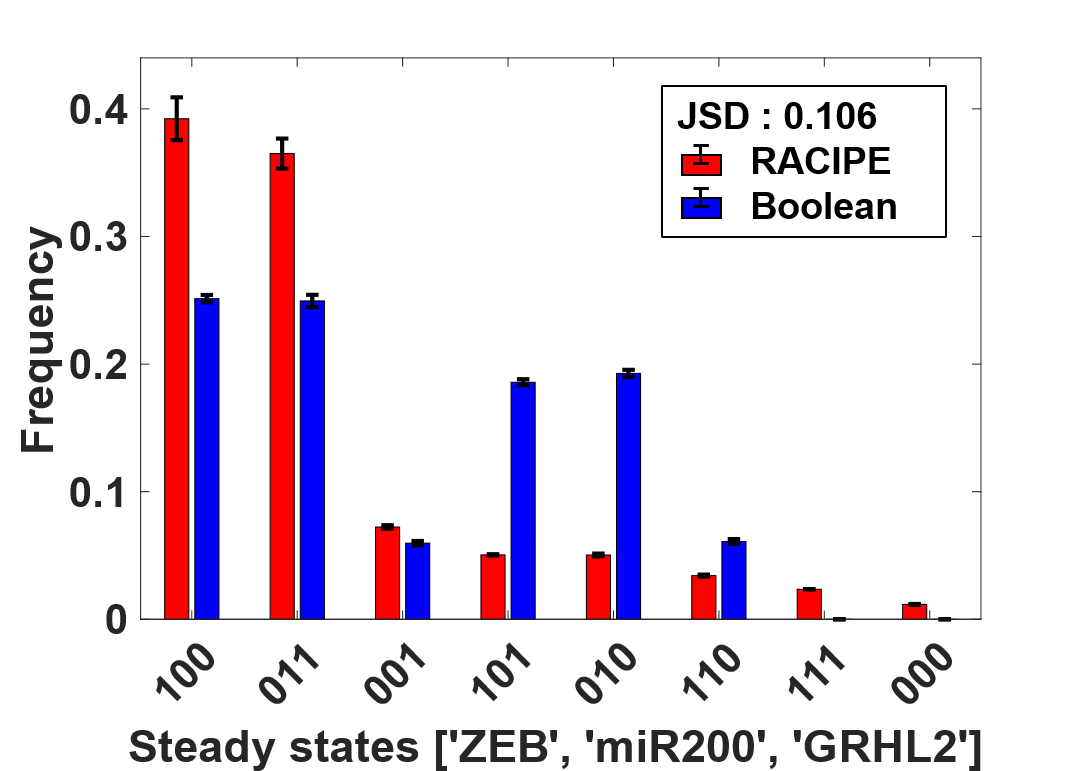 JSD : 0.106
RACIPE
Boolean
Frequency
0.4
0.3
0.2
0.1
0
100 011 001 101 010 110 111 000
Steady states ['ZEB', 'miR200', 'GRHL2']